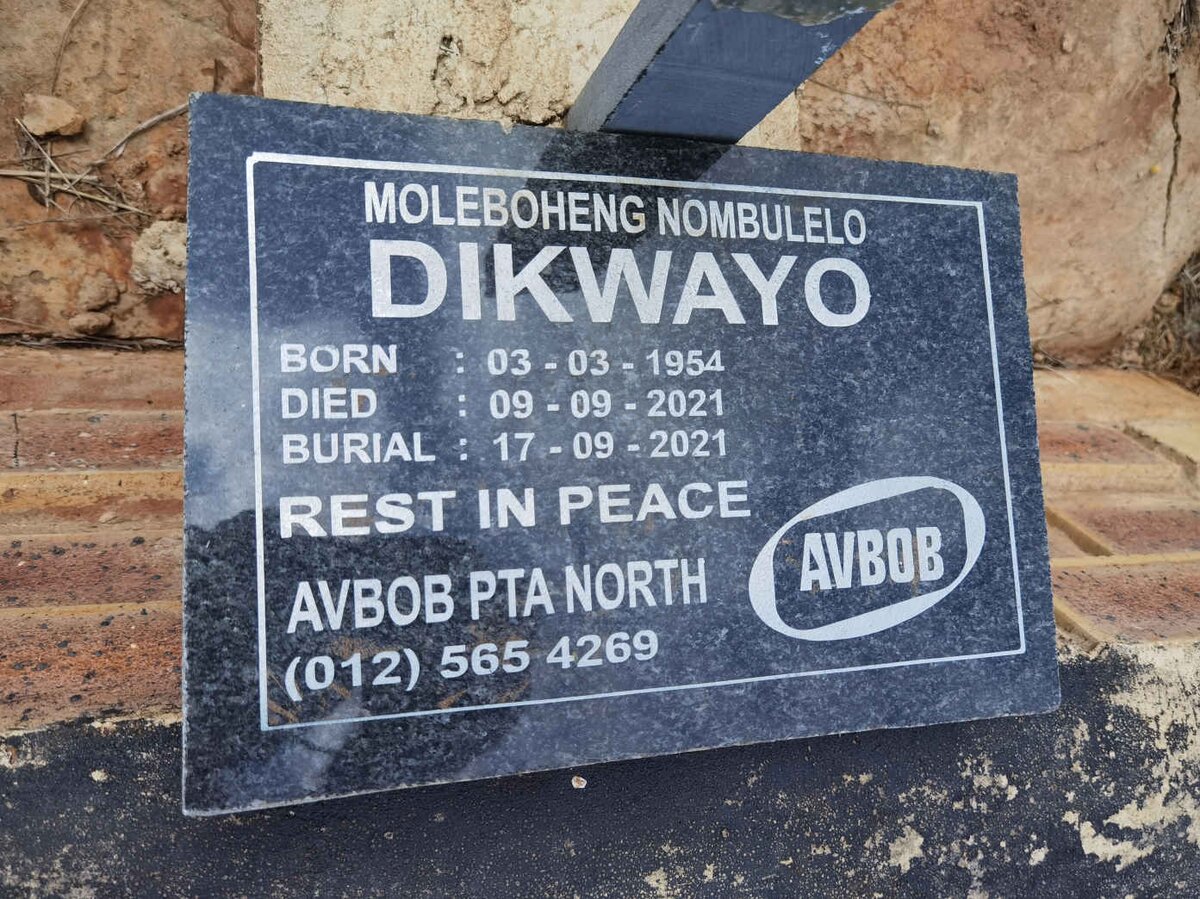 MOLEBOHENG NOMBULELO
DIKWAYO
BORN : 03 - 03 - 1954
DIED : 09 - 09 - 2021
BURIAL : 17 - 09 - 2021
REST IN PEACE
AVBOB PTA NORTH
(012) 565 4269
AVBOB